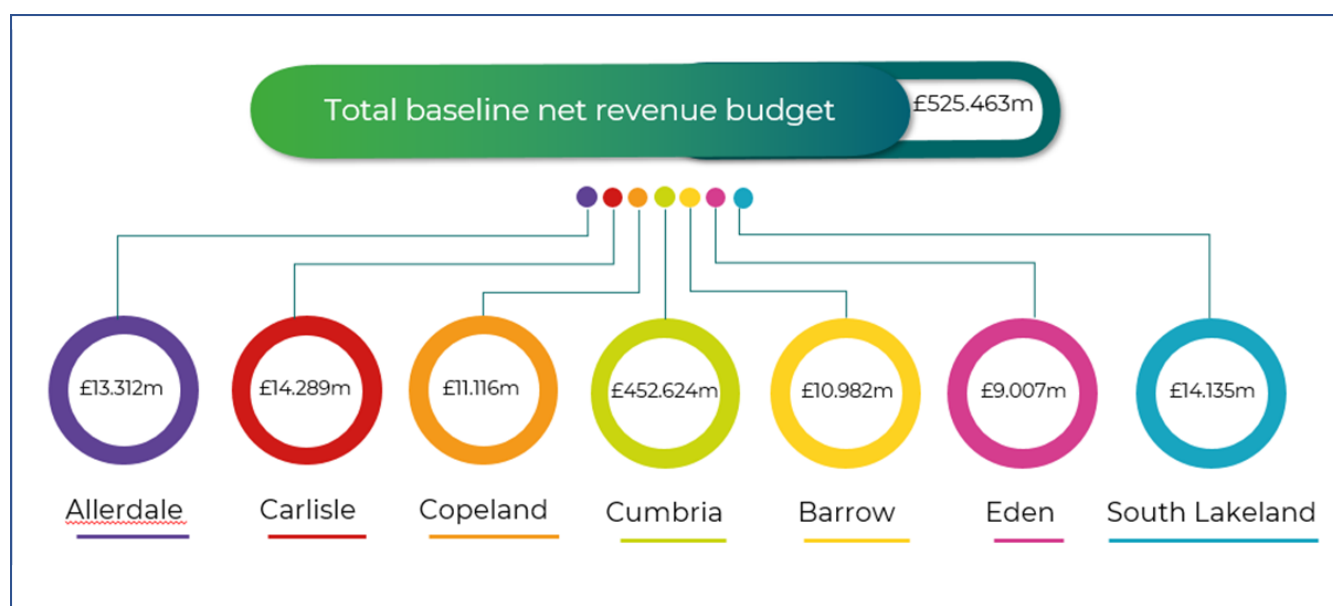 Total baseline net revenue budget
£525.463m
£13.312m
£14.289m
£11.116m
£452.624m
£10.982m
£9.007m
£14.135m
Allerdale
Carlisle
Copeland
Cumbria
Barrow
Eden
South Lakeland